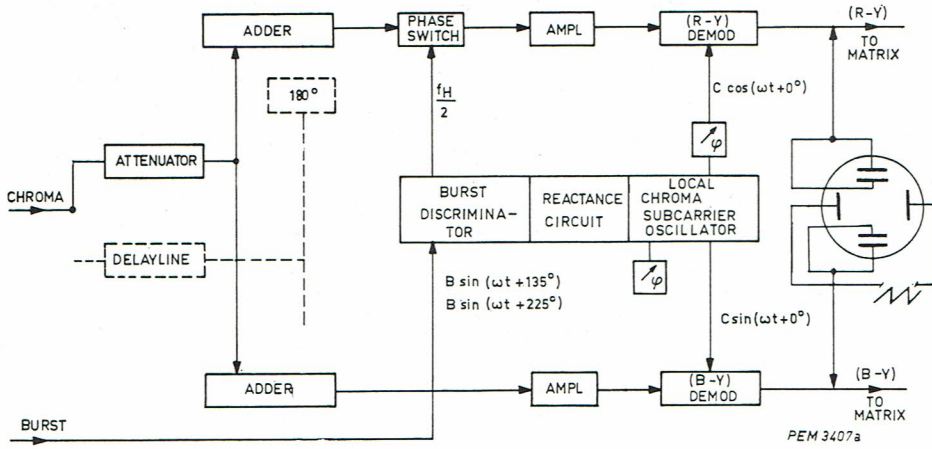 ADDER
PHASE
SWITCH
AMPL
(R-Y)
DEMOD
(R-Y)
TO
MATRIX
180°
fH
2
C cos(ωt+0°)
φ
ATTENUATOR
CHROMA
BURST
DISCRIMINA-
TOR
REACTANCE
CIRCUIT
LOCAL
CHROMA
SUBCARRIER
OSCILLATOR
DELAYLINE
φ
B sin (ωt+135°)
B sin (ωt+225°)
C sin(ωt+0°)
ADDER
AMPL
(B-Y)
DEMOD
(B-Y)
TO
MATRIX
BURST
PEM 3407a